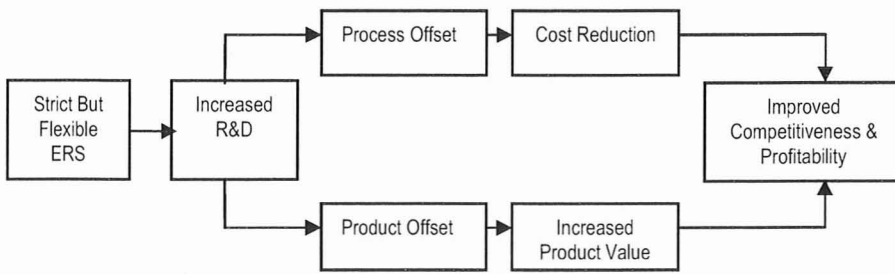 Process Offset
Cost Reduction
Strict But
Flexible
ERS
Increased
R&D
Improved
Competitiveness &
Profitability
Product Offset
Increased
Product Value